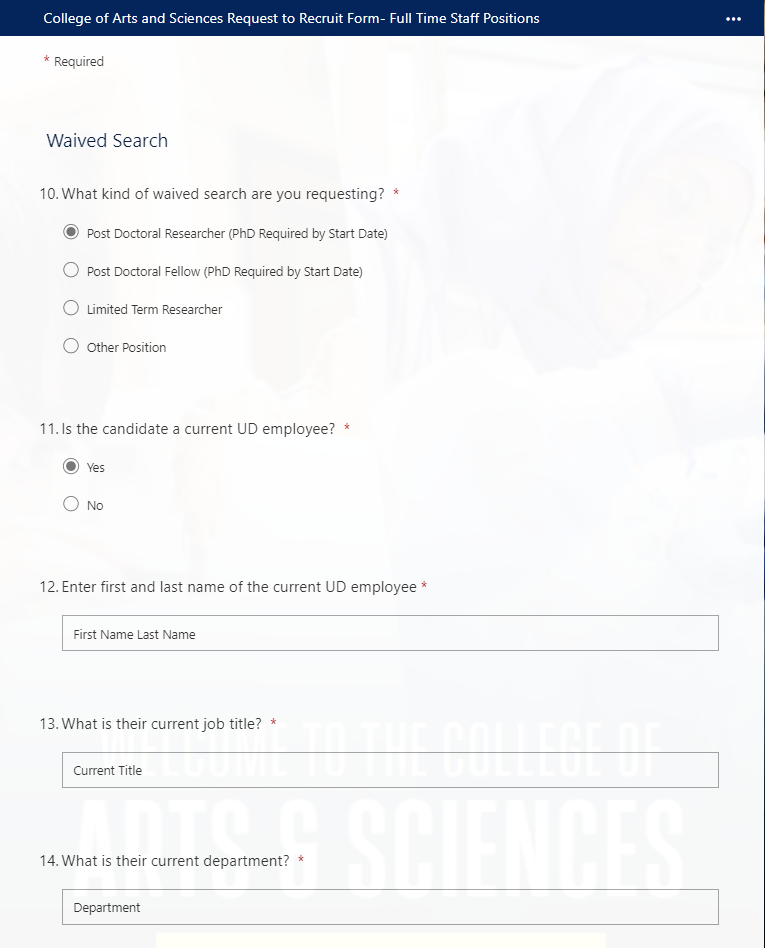 College of Arts and Sciences Request to Recruit Form- Full Time Staff Positions
* Required
Waived Search
10. What kind of waived search are you requesting? *
Post Doctoral Researcher (PhD Required by Start Date)
Post Doctoral Fellow (PhD Required by Start Date)
Limited Term Researcher
Other Position
11. Is the candidate a current UD employee? *
Yes
No
12. Enter first and last name of the current UD employee *
First Name Last Name
13. What is their current job title? *
WELCOME TO THE COLLEGE OF
Current Title
ARTS & SCIENCES
14. What is their current department? *
Department